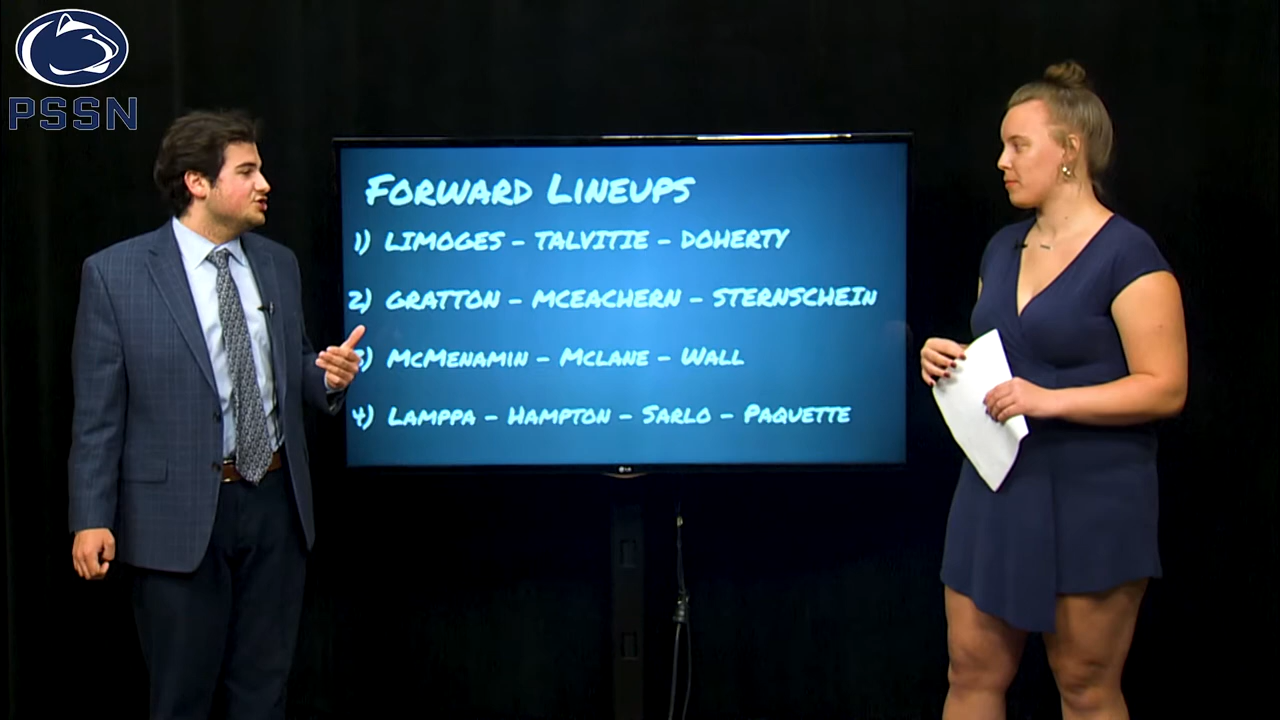 PSSN
FORWARD LINEUPS
1) LIMOGES - TALVITIE - DOHERTY
2) GRATTON - MCEACHERN - STERNSCHEIN
3) MCMENAMIN - MCLANE - WALL
4) LAMPPA - HAMPTON - SARLO - PAQUETTE
LG